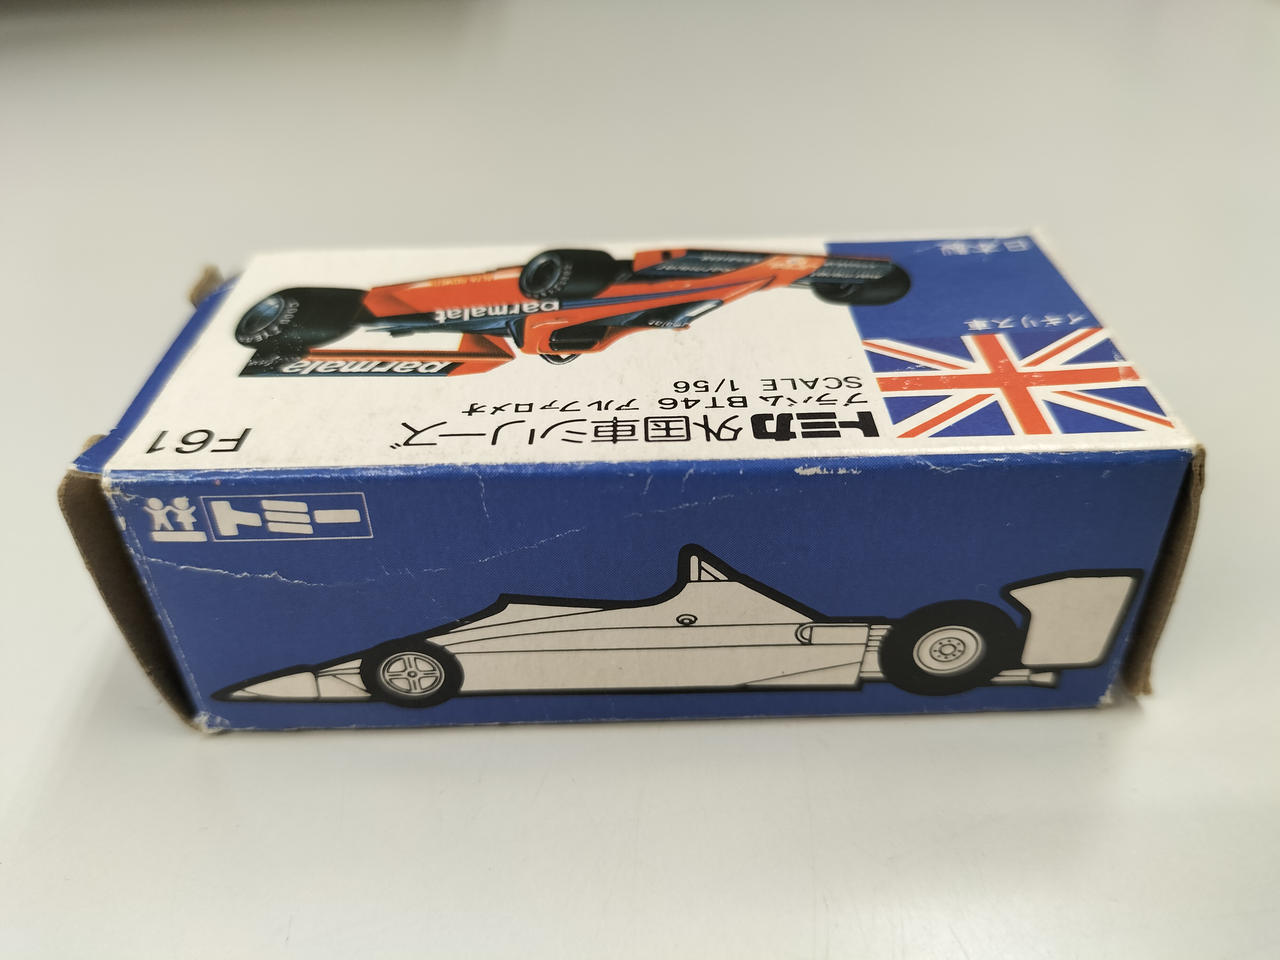 トミカ外国車シリーズ
F61
ブラバム BT46 アルファロメオ
SCALE 1/56
イギリス車
日本製
parmalat
parmalat
GOODYEAR
トミー